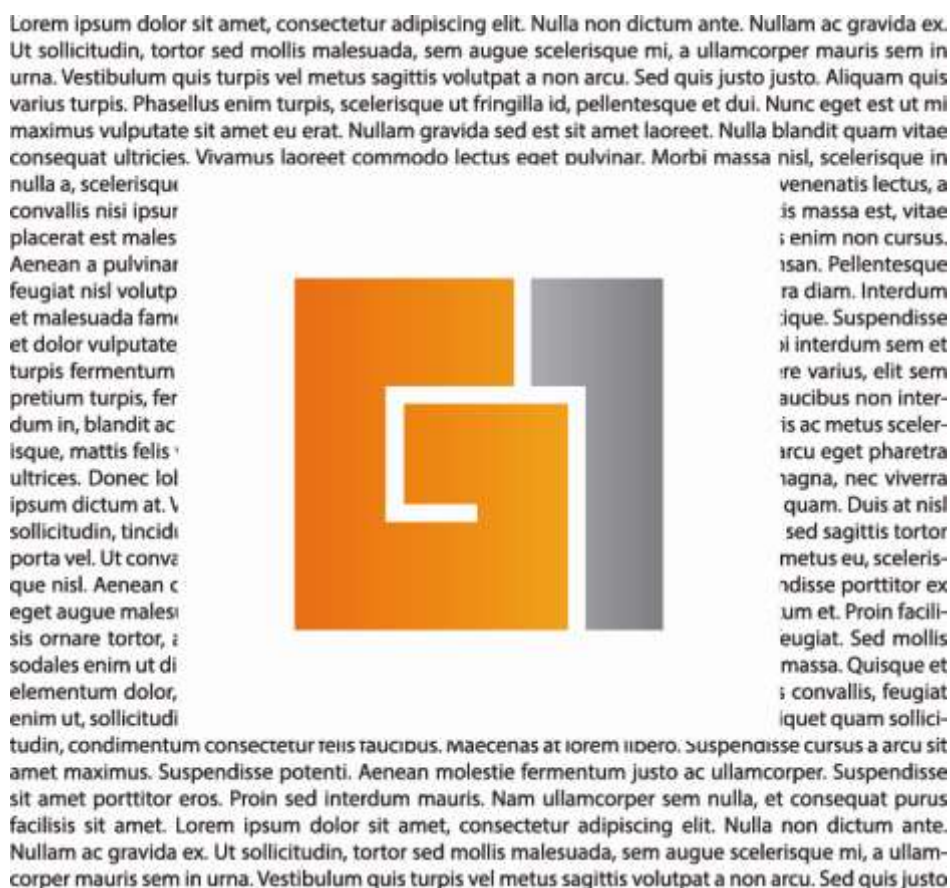 Lorem ipsum dolor sit amet, consectetur adipiscing elit. Nulla non dictum ante. Nullam ac gravida ex.
Ut sollicitudin, tortor sed mollis malesuada, sem augue scelerisque mi, a ullamcorper mauris sem in
urna. Vestibulum quis turpis vel metus sagittis volutpat a non arcu. Sed quis justo justo. Aliquam quis
varius turpis. Phasellus enim turpis, scelerisque ut fringilla id, pellentesque et dui. Nunc eget est ut mi
maximus vulputate sit amet eu erat. Nullam gravida sed est sit amet laoreet. Nulla blandit quam vitae
consequat ultricies. Vivamus laoreet commodo lectus eget pulvinar. Morbi massa nisl, scelerisque in
nulla a, venenatis lectus, a
convallis nisi massa est, vitae
placerat est enim non cursus.
Aenean a Pellentesque
feugiat nisl diam. Interdum
et malesuada Suspendisse
et dolor vulputate interdum sem et
turpis fermentum varius, elit sem
pretium turpis, non inter-
dum in, blandit ac ac metus sceler-
isque, mattis felis eget pharetra
ultrices. Donec nec viverra
ipsum dictum at. quam. Duis at nisl
sollicitudin, sed sagittis tortor
porta vel. Ut metus eu, sceleris-
que nisl. Aenean porttitor ex
eget augue et. Proin facili-
sis ornare tortor, Sed mollis
sodales enim ut massa. Quisque et
elementum dolor, convallis, feugiat
enim ut, quam sollici-
tudin, condimentum consectetur felis faucibus. Maecenas at lorem libero. Suspendisse cursus a arcu sit
amet maximus. Suspendisse potenti. Aenean molestie fermentum justo ac ullamcorper. Suspendisse
sit amet porttitor eros. Proin sed interdum mauris. Nam ullamcorper sem nulla, et consequat purus
facilisis sit amet. Lorem ipsum dolor sit amet, consectetur adipiscing elit. Nulla non dictum ante.
Nullam ac gravida ex. Ut sollicitudin, tortor sed mollis malesuada, sem augue scelerisque mi, a ullam-
corper mauris sem in urna. Vestibulum quis turpis vel metus sagittis volutpat a non arcu. Sed quis justo